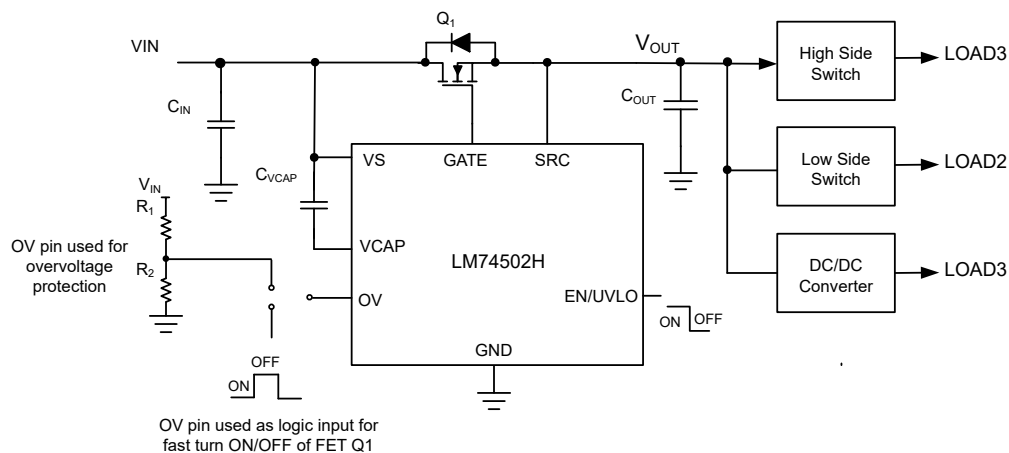 Q1
VIN
VOUT
High Side
Switch
LOAD3
CIN
COUT
VS
GATE
SRC
CVCAP
Low Side
Switch
LOAD2
VIN
R1
OV pin used for
overvoltage
protection
R2
VCAP
LM74502H
DC/DC
Converter
LOAD3
OV
EN/UVLO
ON
OFF
GND
OFF
ON
OV pin used as logic input for
fast turn ON/OFF of FET Q1